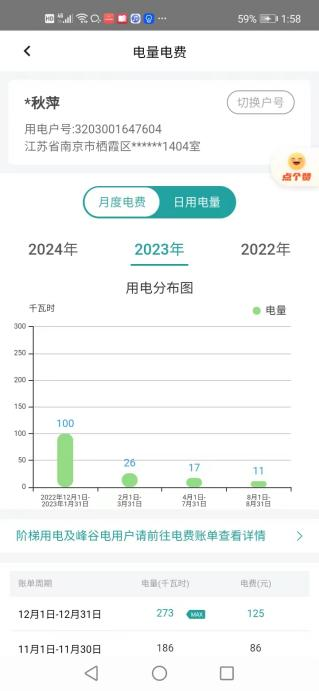 HD 4G 59% 1:58
电量电费
*秋萍
切换户号
用电户号:3203001647604
江苏省南京市栖霞区******1404室
点个赞
月度电费 日用电量
2024年 2023年 2022年
用电分布图
千瓦时 电量
300
250
200
150
100
50
0
100
26
17
11
2022年12月1日-
2023年1月31日
2月1日-
3月31日
4月1日-
7月31日
8月1日-
8月31日
阶梯用电及峰谷电用户请前往电费账单查看详情
账单周期 电量(千瓦时) 电费(元)
12月1日-12月31日 273 MAX 125
11月1日-11月30日 186 86